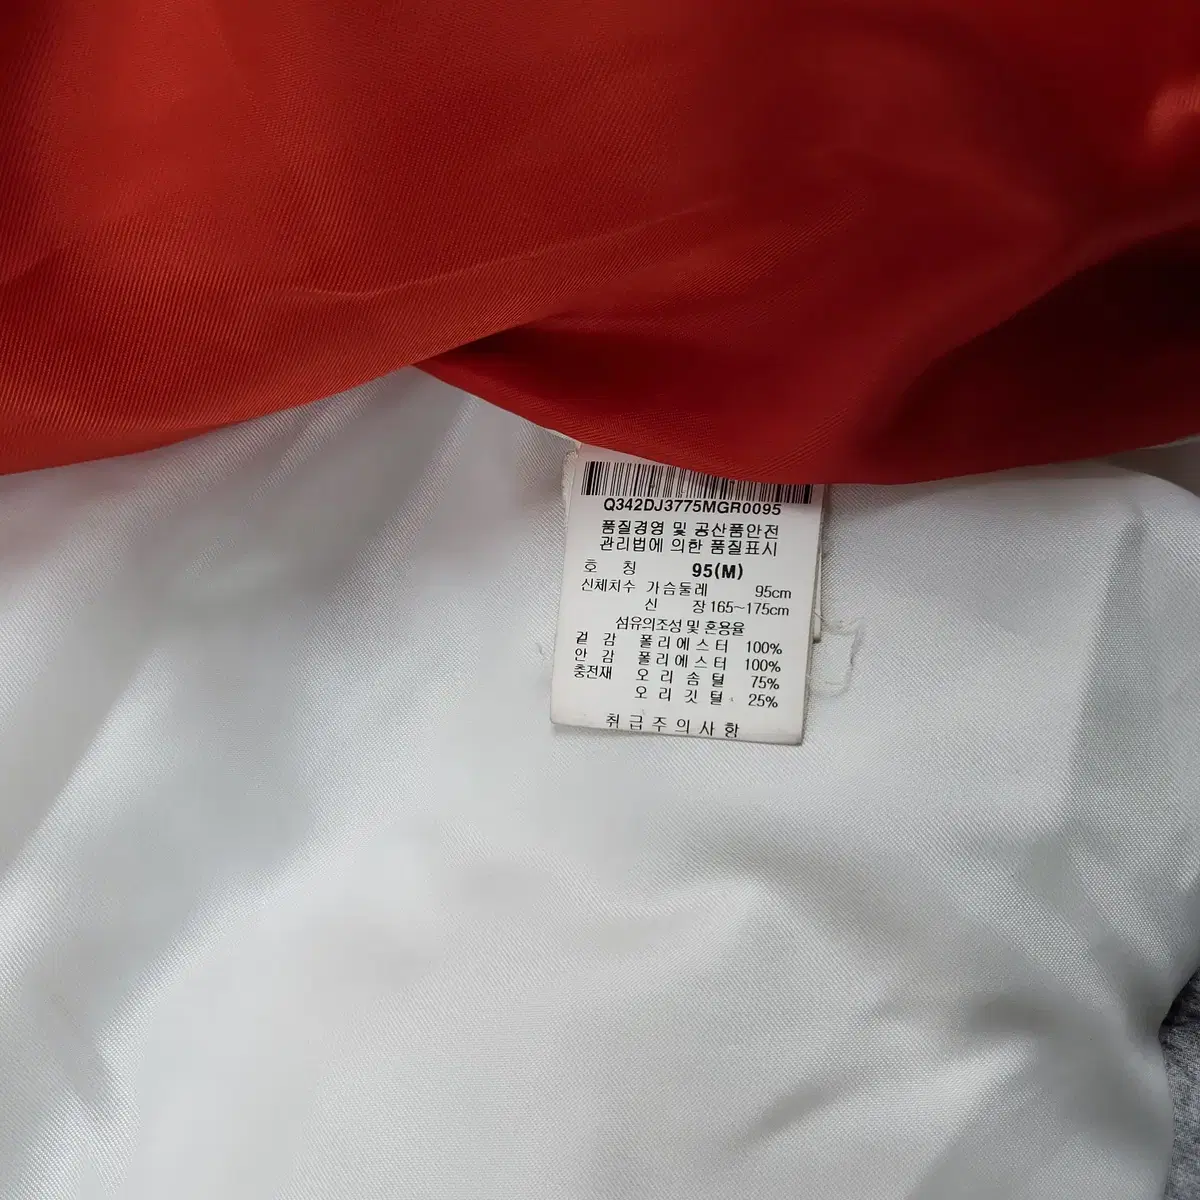 Q342DJ3775MGR0095
품질경영 및 공산품안전
관리법에 의한 품질표시
호 칭 95(M)
신체치수 가슴둘레 95cm
신 장 165~175cm
섬유의조성 및 혼용율
겉 감 폴리에스터 100%
안 감 폴리에스터 100%
충전재 오리솜털 75%
오리깃털 25%
취급주의사항